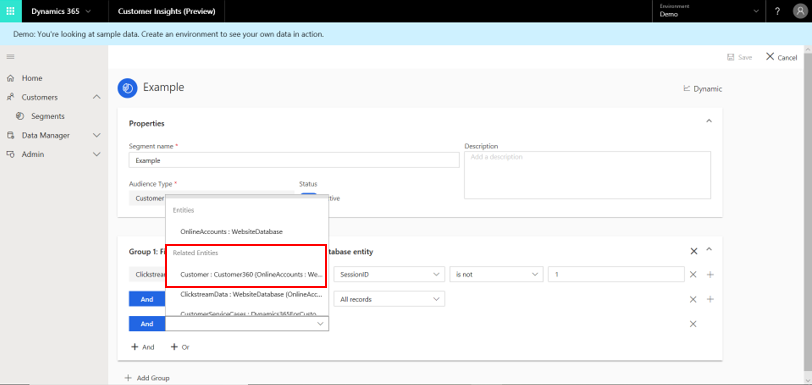 Dynamics 365
Customer Insights (Preview)
Environment
Demo
?
Demo: You're looking at sample data. Create an environment to see your own data in action.
Save
Cancel
Home
Customers
Segments
Data Manager
Admin
Example
Dynamic
Properties
Segment name *
Example
Description
Add a description
Audience Type *
Customer
Status
ctive
Entities
OnlineAccounts : WebsiteDatabase
Related Entities
Customer : Customer360 (OnlineAccounts : We...
ClickstreamData : WebsiteDatabase (OnlineAcc...
CustomerServiceCases : Dynamics365ForCusto...
Group 1: Fi
abase entity
Clickstream
SessionID
is not
1
And
All records
And
+ And
+ Or
+ Add Group